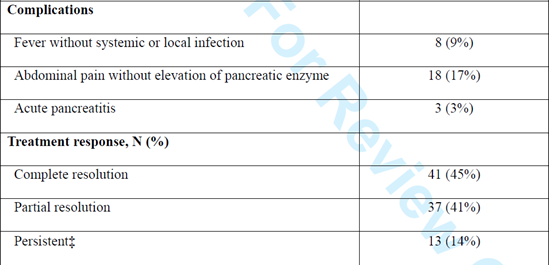 Complications
Fever without systemic or local infection 8 (9%)
Abdominal pain without elevation of pancreatic enzyme 18 (17%)
Acute pancreatitis 3 (3%)
Treatment response, N (%)
Complete resolution 41 (45%)
Partial resolution 37 (41%)
Persistent‡ 13 (14%)
For Review